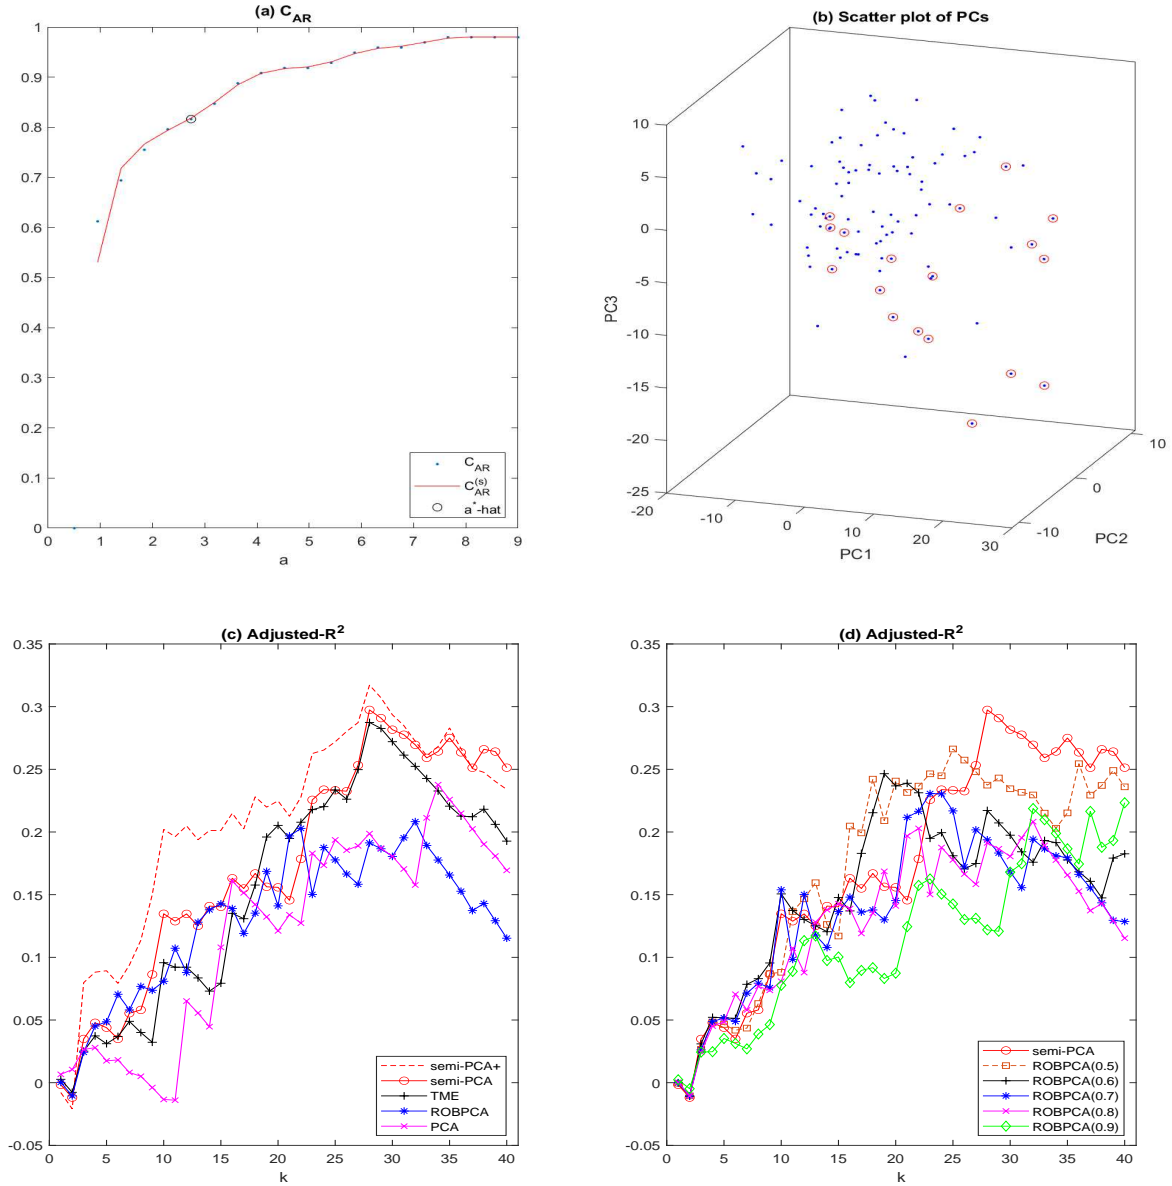 (a) C_AR
1
0.9
0.8
0.7
0.6
0.5
0.4
0.3
0.2
0.1
0
0 1 2 3 4 5 6 7 8 9
a
C_AR
C_AR^(s)
a*-hat
(b) Scatter plot of PCs
10
5
0
-5
-10
-15
-20
-25
PC3
-20 -10 0 10 20 30
PC1
-10 0 10
PC2
(c) Adjusted-R²
0.35
0.3
0.25
0.2
0.15
0.1
0.05
0
-0.05
0 5 10 15 20 25 30 35 40
k
semi-PCA+
semi-PCA
TME
ROBPCA
PCA
(d) Adjusted-R²
0.35
0.3
0.25
0.2
0.15
0.1
0.05
0
-0.05
0 5 10 15 20 25 30 35 40
k
semi-PCA
ROBPCA(0.5)
ROBPCA(0.6)
ROBPCA(0.7)
ROBPCA(0.8)
ROBPCA(0.9)